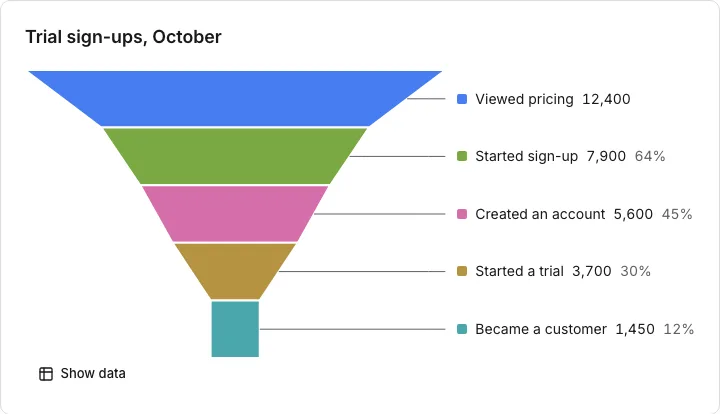 Trial sign-ups, October
Viewed pricing 12,400
Started sign-up 7,900 64%
Created an account 5,600 45%
Started a trial 3,700 30%
Became a customer 1,450 12%
Show data